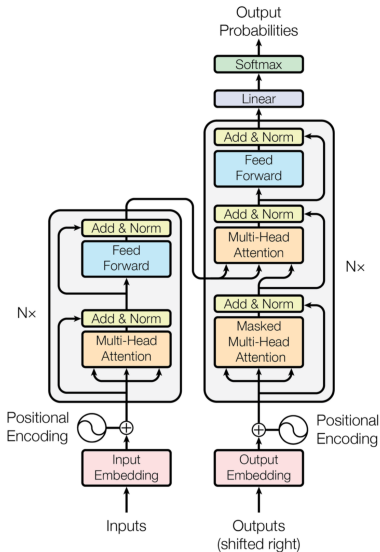 Output
Probabilities
Softmax
Linear
Add & Norm
Feed
Forward
Add & Norm
Multi-Head
Attention
Add & Norm
Masked
Multi-Head
Attention
N×
Positional
Encoding
Output
Embedding
Outputs
(shifted right)
Add & Norm
Feed
Forward
N×
Add & Norm
Multi-Head
Attention
Positional
Encoding
Input
Embedding
Inputs